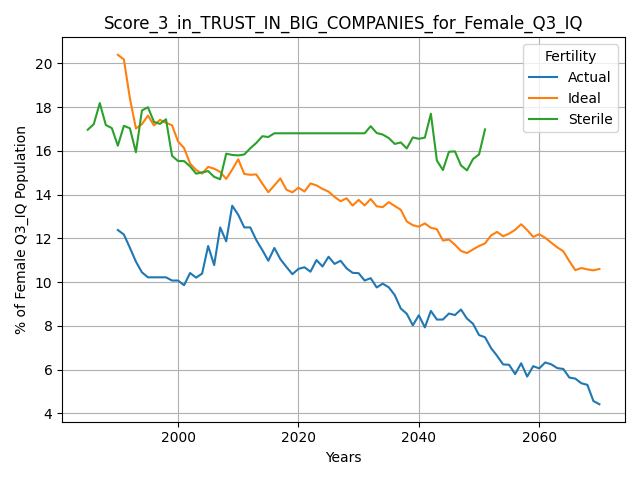 Score_3_in_TRUST_IN_BIG_COMPANIES_for_Female_Q3_IQ
Fertility
Actual
Ideal
Sterile
% of Female Q3_IQ Population
20
18
16
14
12
10
8
6
4
2000
2020
2040
2060
Years